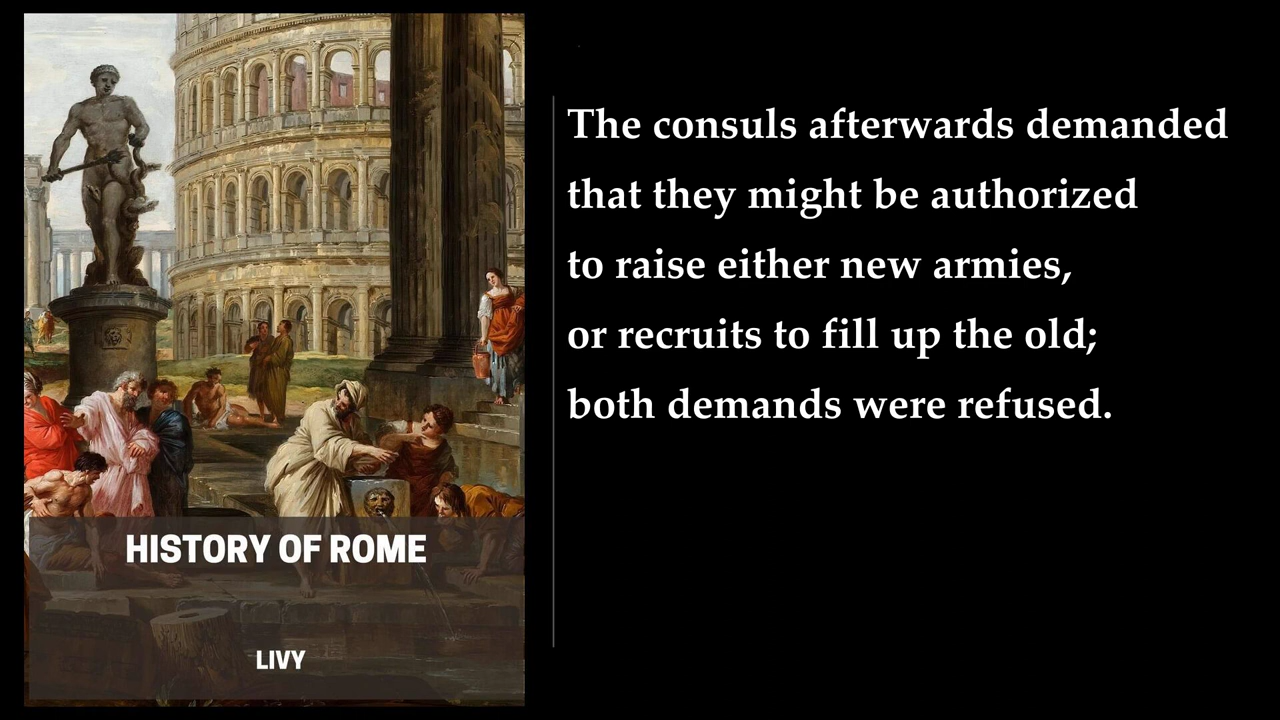 HISTORY OF ROME
LIVY
The consuls afterwards demanded
that they might be authorized
to raise either new armies,
or recruits to fill up the old;
both demands were refused.